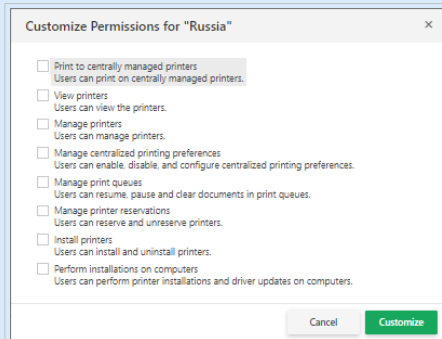 Customize Permissions for "Russia"
Print to centrally managed printers
Users can print on centrally managed printers.
View printers
Users can view the printers.
Manage printers
Users can manage printers.
Manage centralized printing preferences
Users can enable, disable, and configure centralized printing preferences.
Manage print queues
Users can resume, pause and clear documents in print queues.
Manage printer reservations
Users can reserve and unreserve printers.
Install printers
Users can install and uninstall printers.
Perform installations on computers
Users can perform printer installations and driver updates on computers.
Cancel Customize